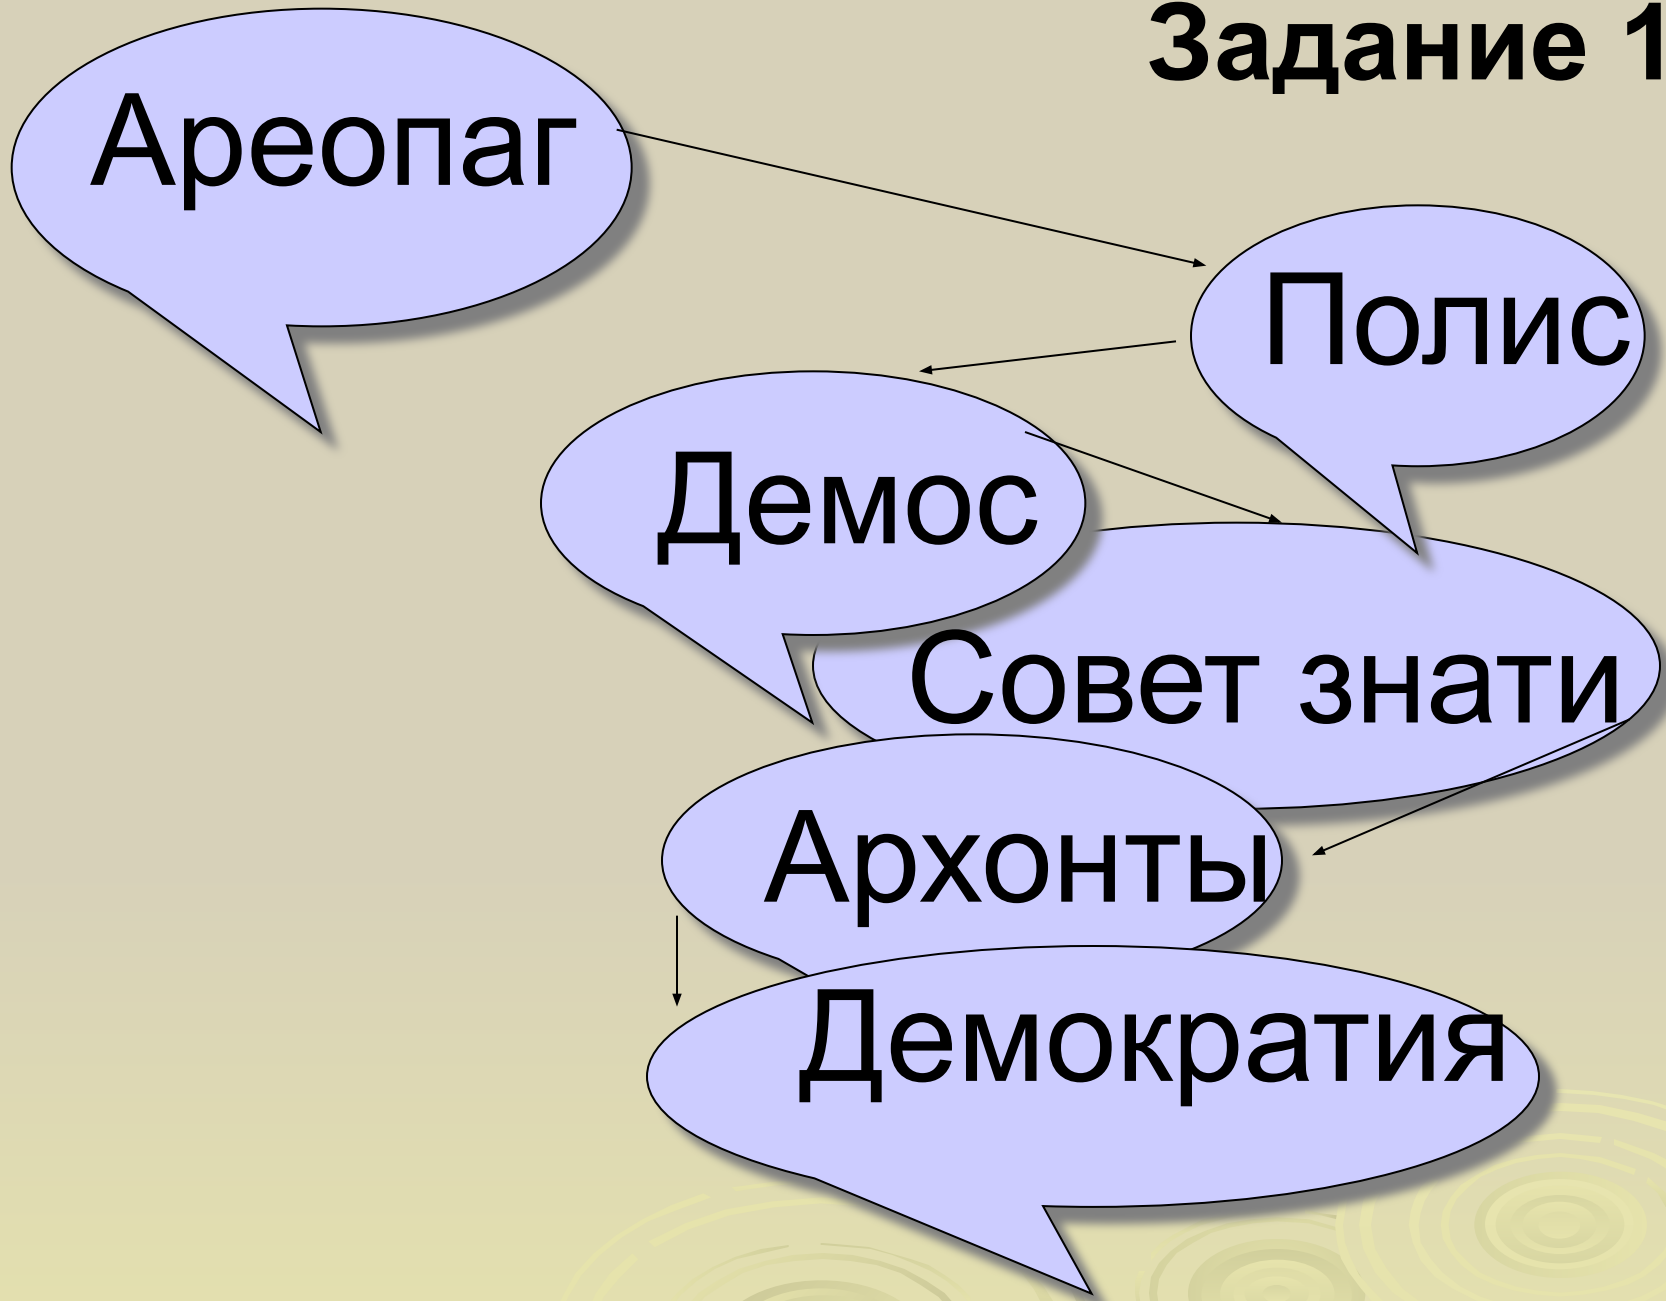 Задание 1
Ареопаг
Полис
Демос
Совет знати
Архонты
Демократия